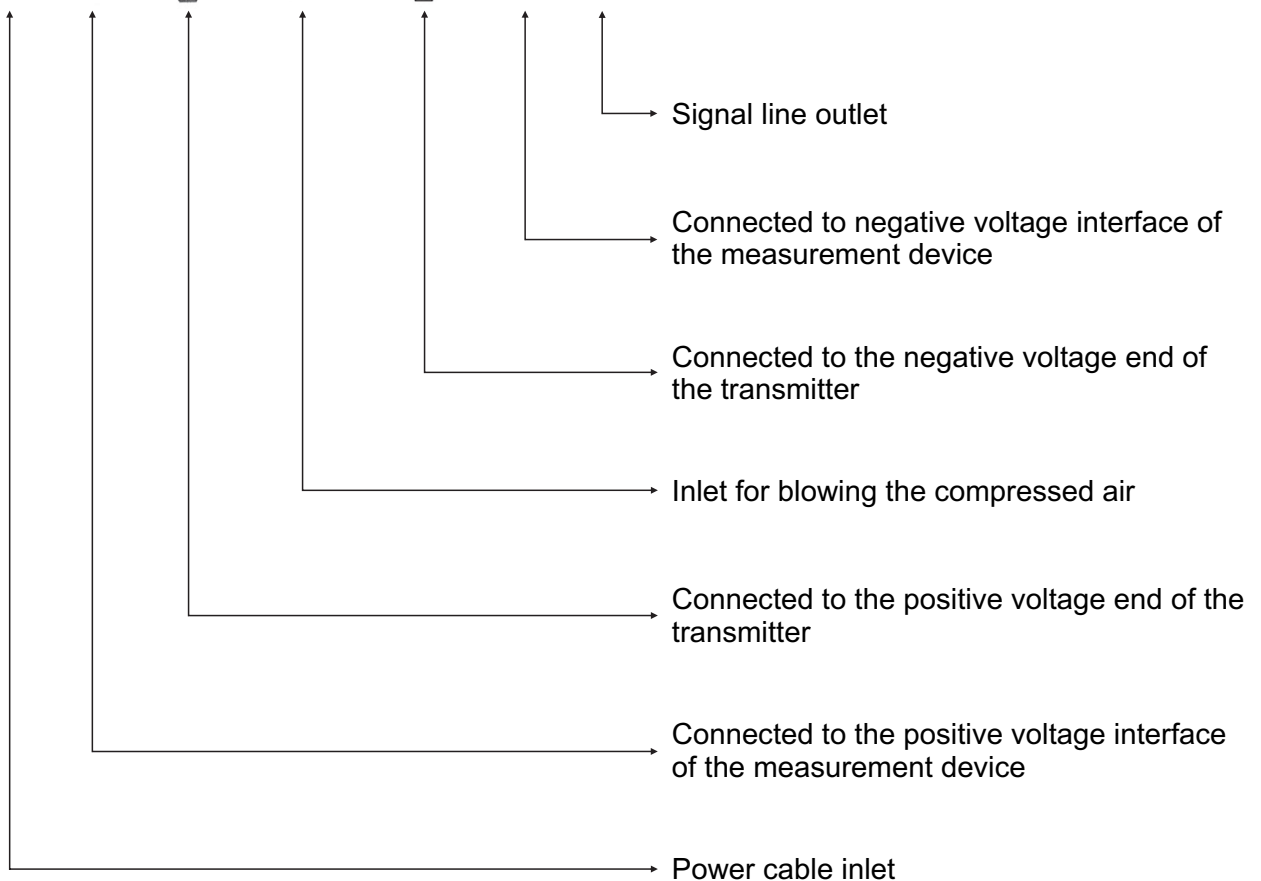 Signal line outlet
Connected to negative voltage interface of
the measurement device
Connected to the negative voltage end of
the transmitter
Inlet for blowing the compressed air
Connected to the positive voltage end of the
transmitter
Connected to the positive voltage interface
of the measurement device
Power cable inlet